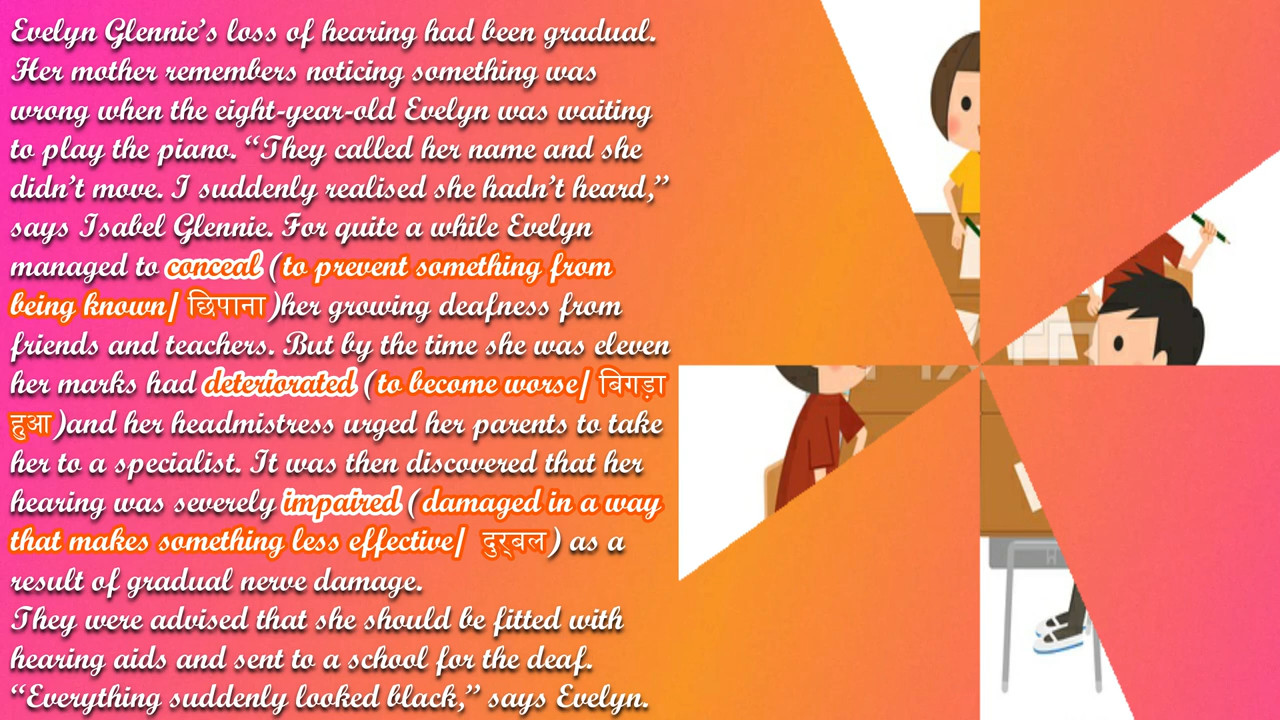 Evelyn Glennie’s loss of hearing had been gradual.
Her mother remembers noticing something was
wrong when the eight-year-old Evelyn was waiting
to play the piano. “They called her name and she
didn’t move. I suddenly realised she hadn’t heard,”
says Isabel Glennie. For quite a while Evelyn
managed to conceal (to prevent something from
being known/ छिपाना )her growing deafness from
friends and teachers. But by the time she was eleven
her marks had deteriorated (to become worse/ बिगड़ा
हुआ )and her headmistress urged her parents to take
her to a specialist. It was then discovered that her
hearing was severely impaired (damaged in a way
that makes something less effective/ दुर्बल) as a
result of gradual nerve damage.
They were advised that she should be fitted with
hearing aids and sent to a school for the deaf.
“Everything suddenly looked black,” says Evelyn.